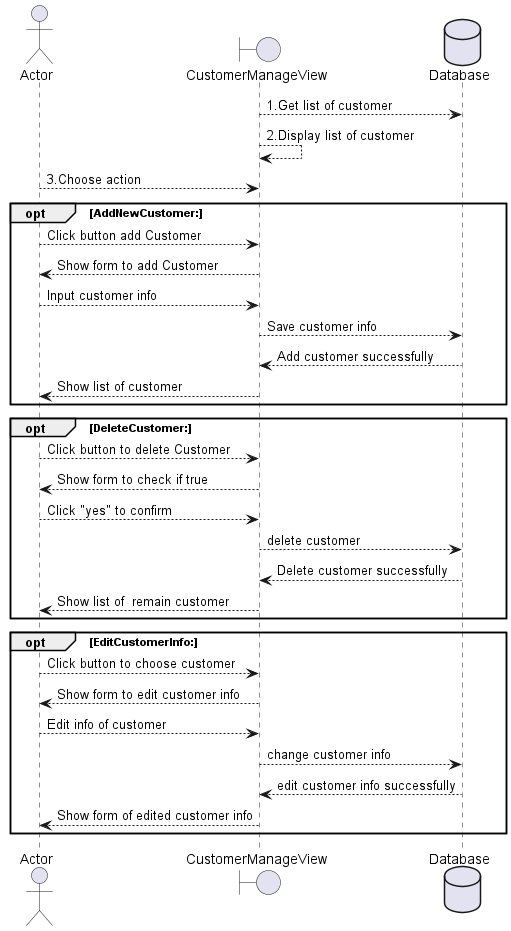 Actor
CustomerManageView
Database
1.Get list of customer
2.Display list of customer
3.Choose action
opt [AddNewCustomer:]
Click button add Customer
Show form to add Customer
Input customer info
Save customer info
Add customer successfully
Show list of customer
opt [DeleteCustomer:]
Click button to delete Customer
Show form to check if true
Click "yes" to confirm
delete customer
Delete customer successfully
Show list of  remain customer
opt [EditCustomerInfo:]
Click button to choose customer
Show form to edit customer info
Edit info of customer
change customer info
edit customer info successfully
Show form of edited customer info
Actor
CustomerManageView
Database